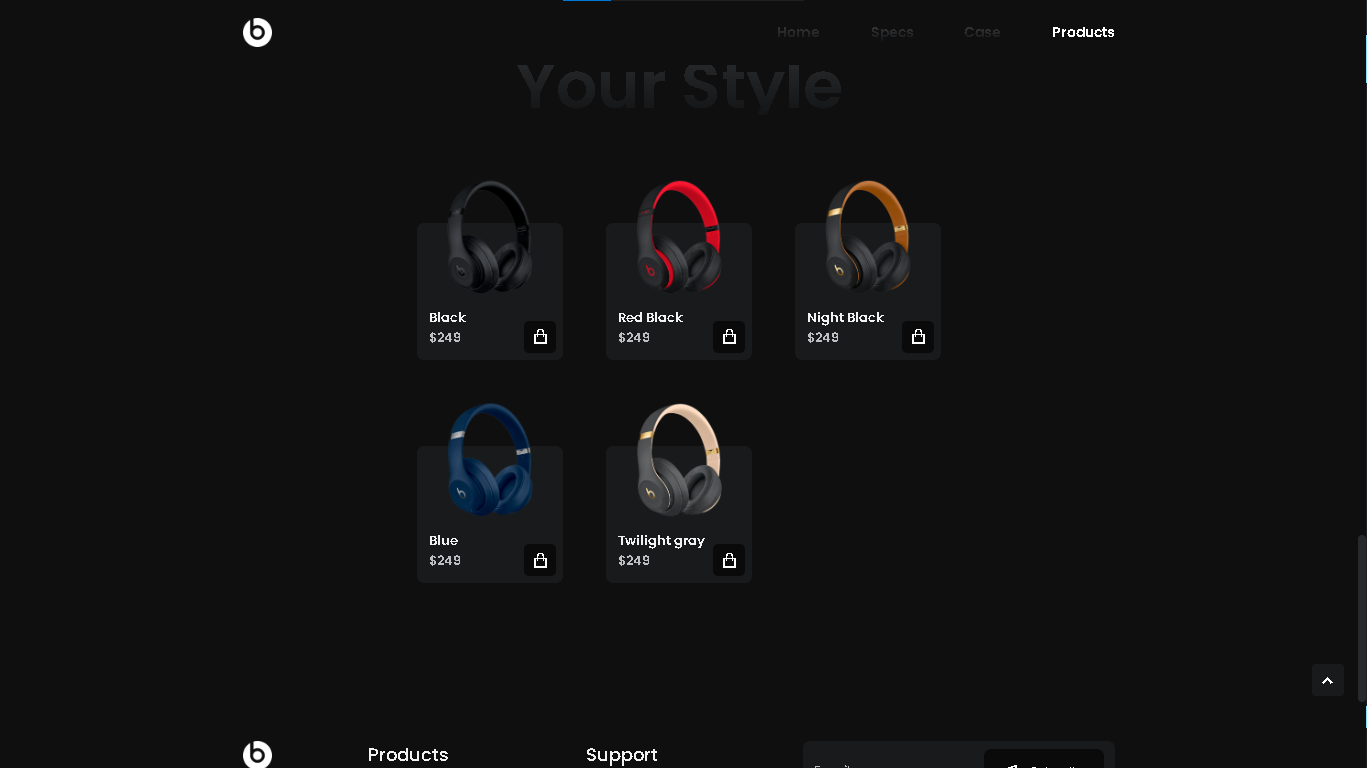 Home Specs Case Products
Your Style
Black
$249
Red Black
$249
Night Black
$249
Blue
$249
Twilight gray
$249
Products
Support